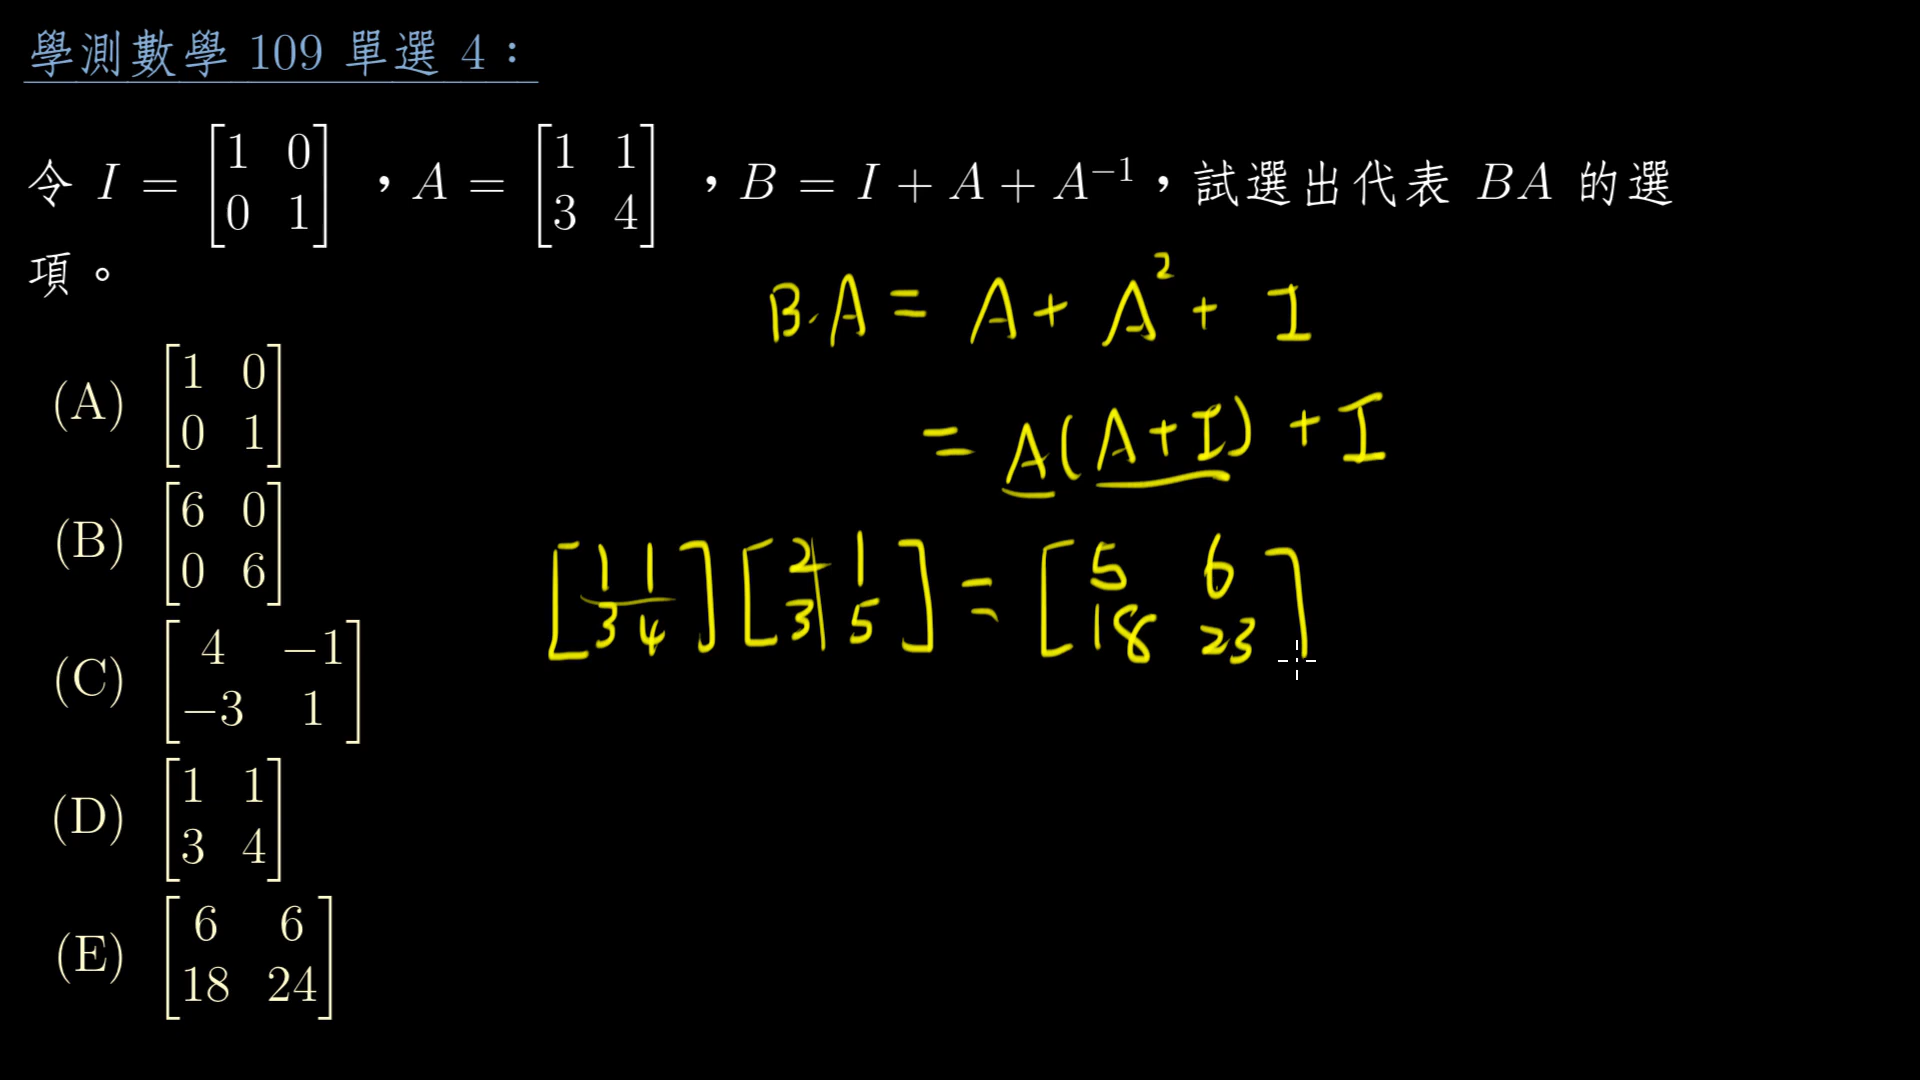 學測數學 109 單選 4：
令 I = [1 0; 0 1]，A = [1 1; 3 4]，B = I + A + A⁻¹，試選出代表 BA 的選
項。
B·A = A + A² + I
= A(A+I) + I
[1 1; 3 4] [2 1; 3 5] = [5 6; 18 23]
(A) [1 0; 0 1]
(B) [6 0; 0 6]
(C) [4 −1; −3 1]
(D) [1 1; 3 4]
(E) [6 6; 18 24]